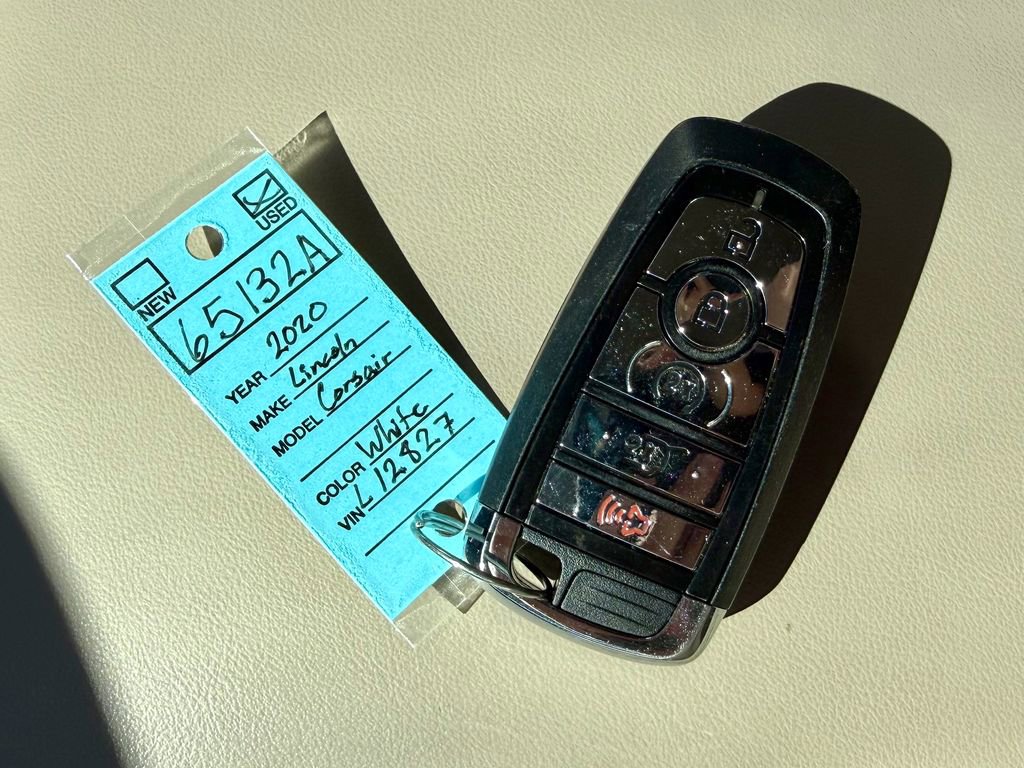 USED
NEW
65132A
YEAR 2020
MAKE Lincoln
MODEL Corsair
COLOR White
VIN L12827